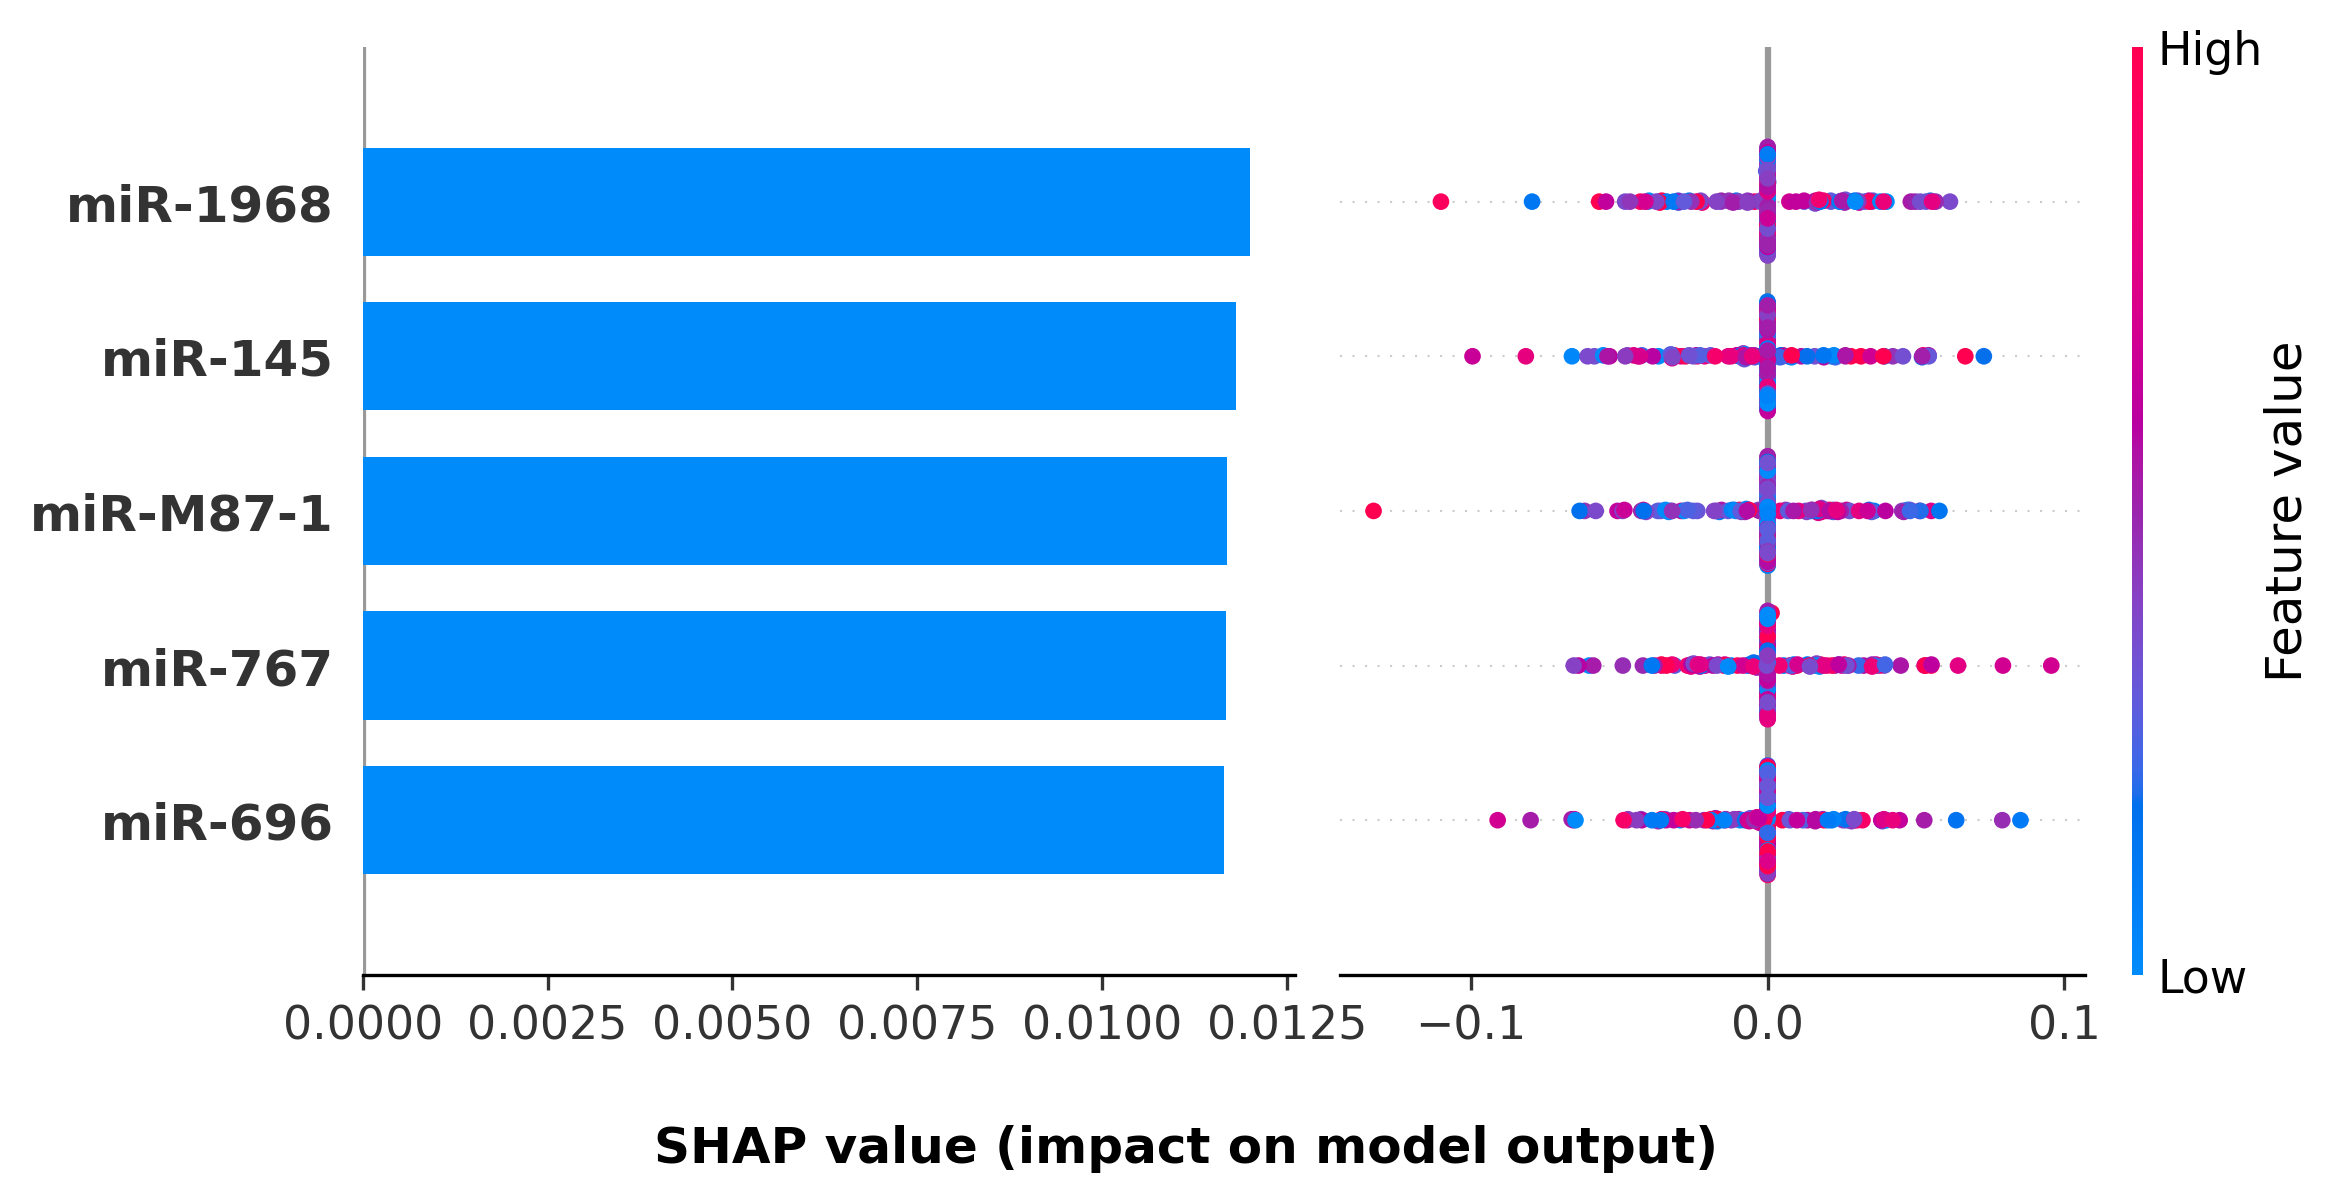 High
miR-1968
miR-145
miR-M87-1
miR-767
miR-696
Feature value
Low
0.0000 0.0025 0.0050 0.0075 0.0100 0.0125 −0.1 0.0 0.1
SHAP value (impact on model output)